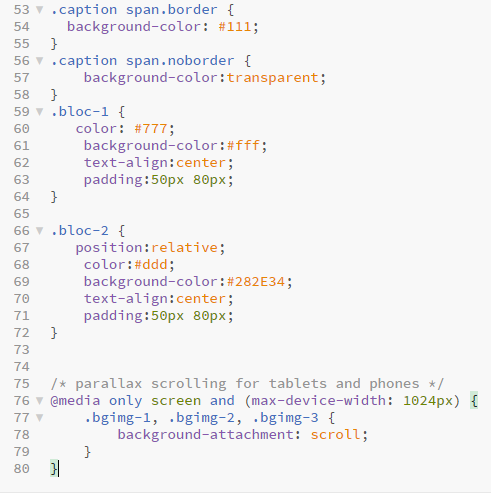 53 .caption span.border {
54 background-color: #111;
55 }
56 .caption span.noborder {
57 background-color:transparent;
58 }
59 .bloc-1 {
60 color: #777;
61 background-color:#fff;
62 text-align:center;
63 padding:50px 80px;
64 }
65
66 .bloc-2 {
67 position:relative;
68 color:#ddd;
69 background-color:#282E34;
70 text-align:center;
71 padding:50px 80px;
72 }
73
74
75 /* parallax scrolling for tablets and phones */
76 @media only screen and (max-device-width: 1024px) {
77 .bgimg-1, .bgimg-2, .bgimg-3 {
78 background-attachment: scroll;
79 }
80 }